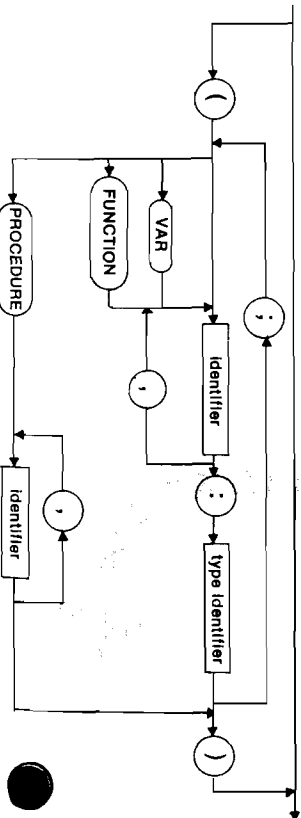 (
;
VAR
identifier
:
type identifier
)
FUNCTION
,
PROCEDURE
,
identifier